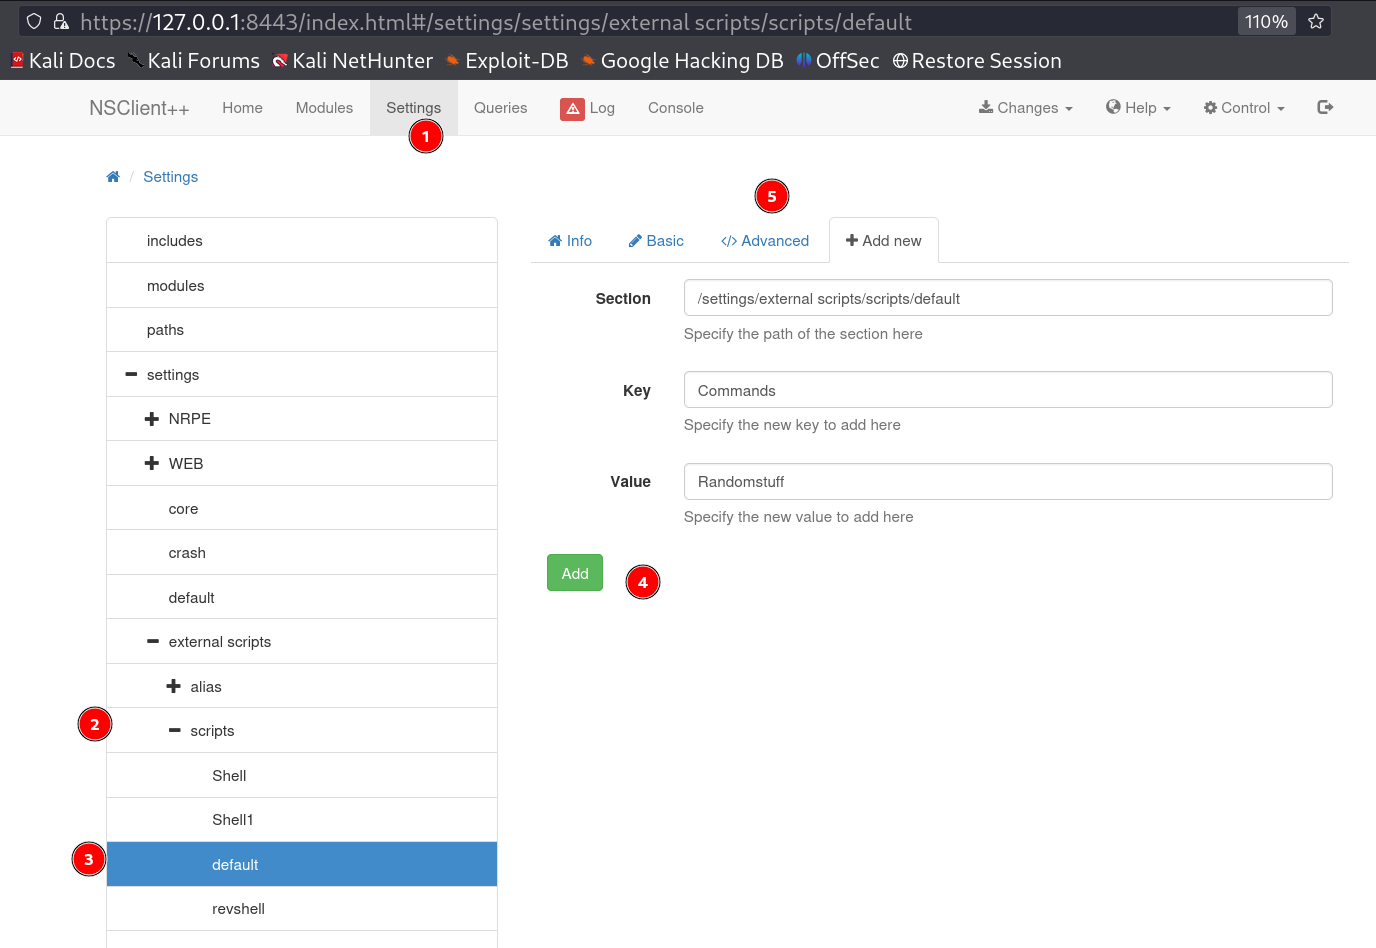 https://127.0.0.1:8443/index.html#/settings/settings/external scripts/scripts/default
110%
Kali Docs Kali Forums Kali NetHunter Exploit-DB Google Hacking DB OffSec Restore Session
NSClient++ Home Modules Settings Queries Log Console Changes Help Control
1
/ Settings
5
includes
modules
paths
settings
NRPE
WEB
core
crash
default
external scripts
alias
2
scripts
Shell
Shell1
3
default
revshell
Info Basic </> Advanced Add new
Section /settings/external scripts/scripts/default
Specify the path of the section here
Key Commands
Specify the new key to add here
Value Randomstuff
Specify the new value to add here
Add
4